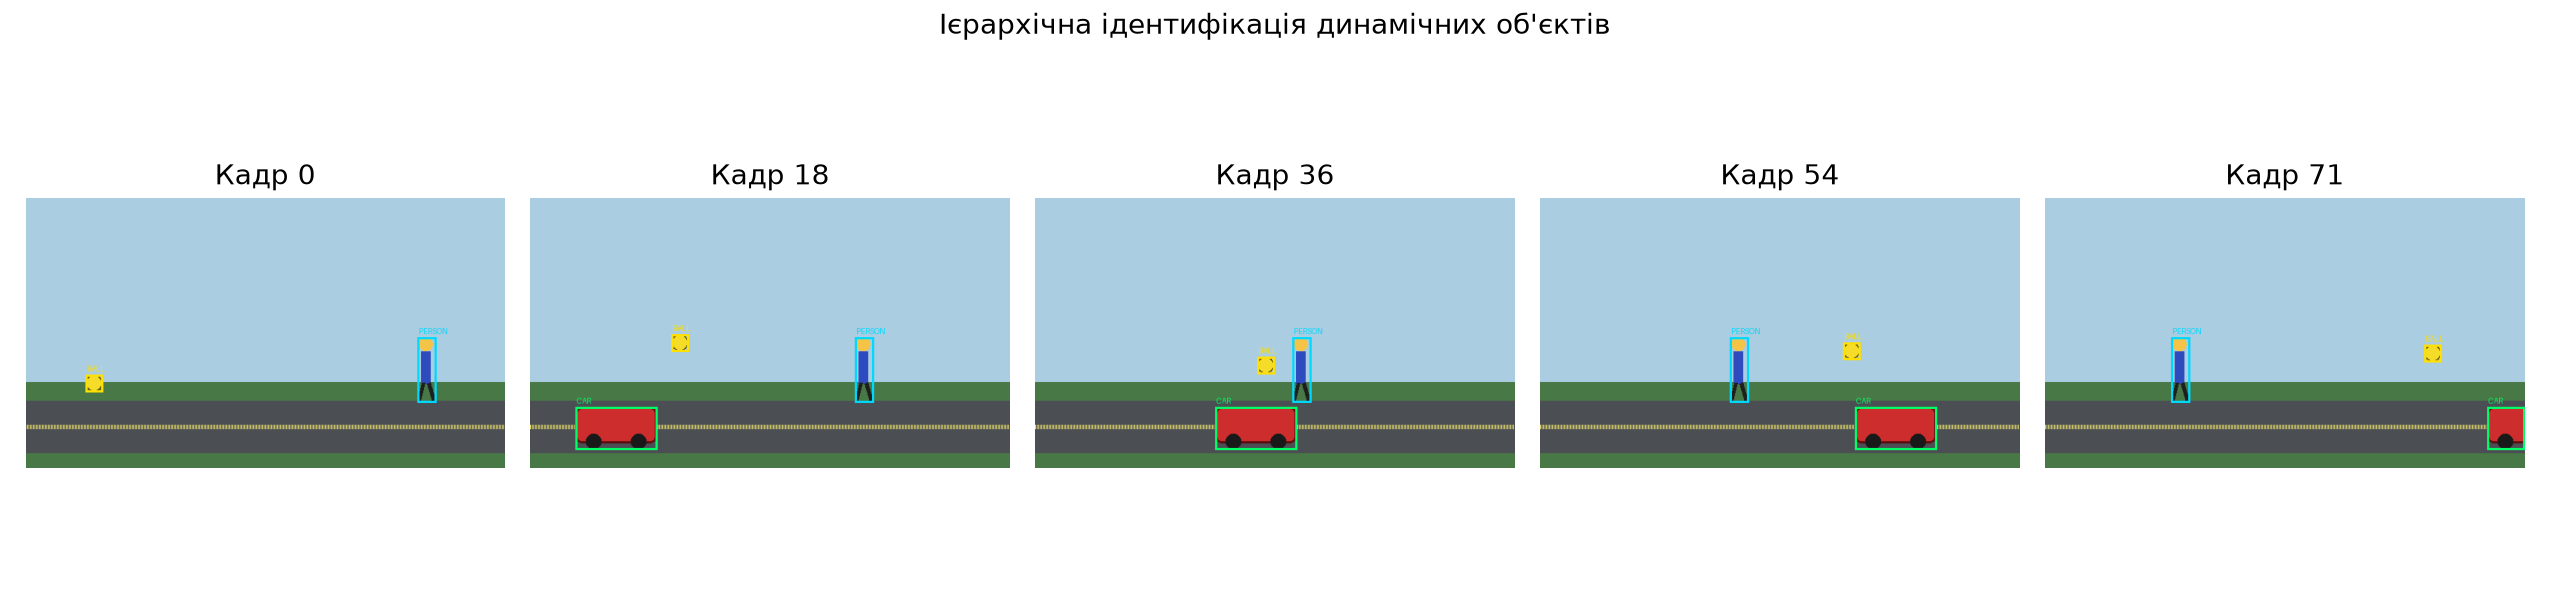 Ієрархічна ідентифікація динамічних об'єктів
Кадр 0
Кадр 18
Кадр 36
Кадр 54
Кадр 71
PERSON
PERSON
CAR
PERSON
CAR
PERSON
CAR
PERSON
CAR